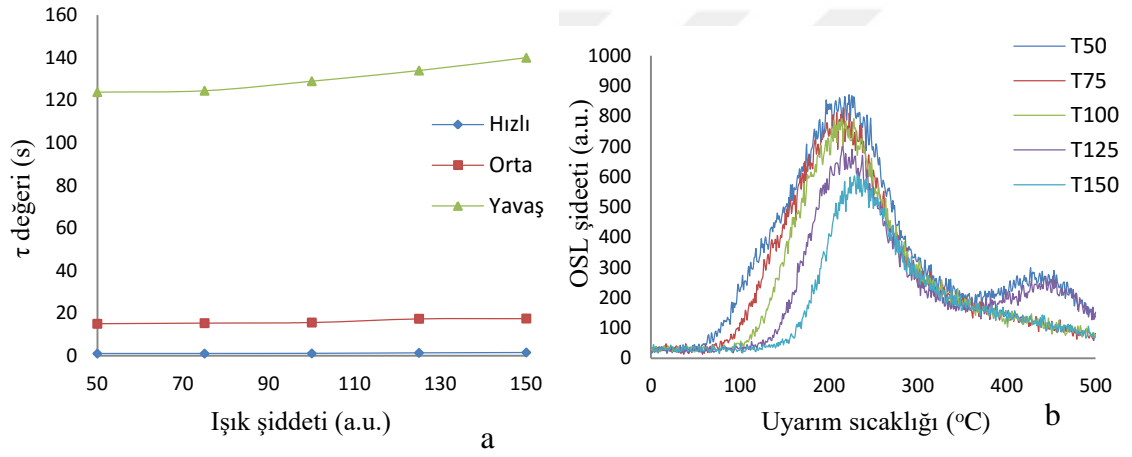 160
140
120
100
80
60
40
20
0
τ değeri (s)
50 70 90 110 130 150
Işık şiddeti (a.u.)
Hızlı
Orta
Yavaş
a
1000
900
800
700
600
500
400
300
200
100
0
OSL şideeti (a.u.)
0 100 200 300 400 500
Uyarım sıcaklığı (°C)
T50
T75
T100
T125
T150
b